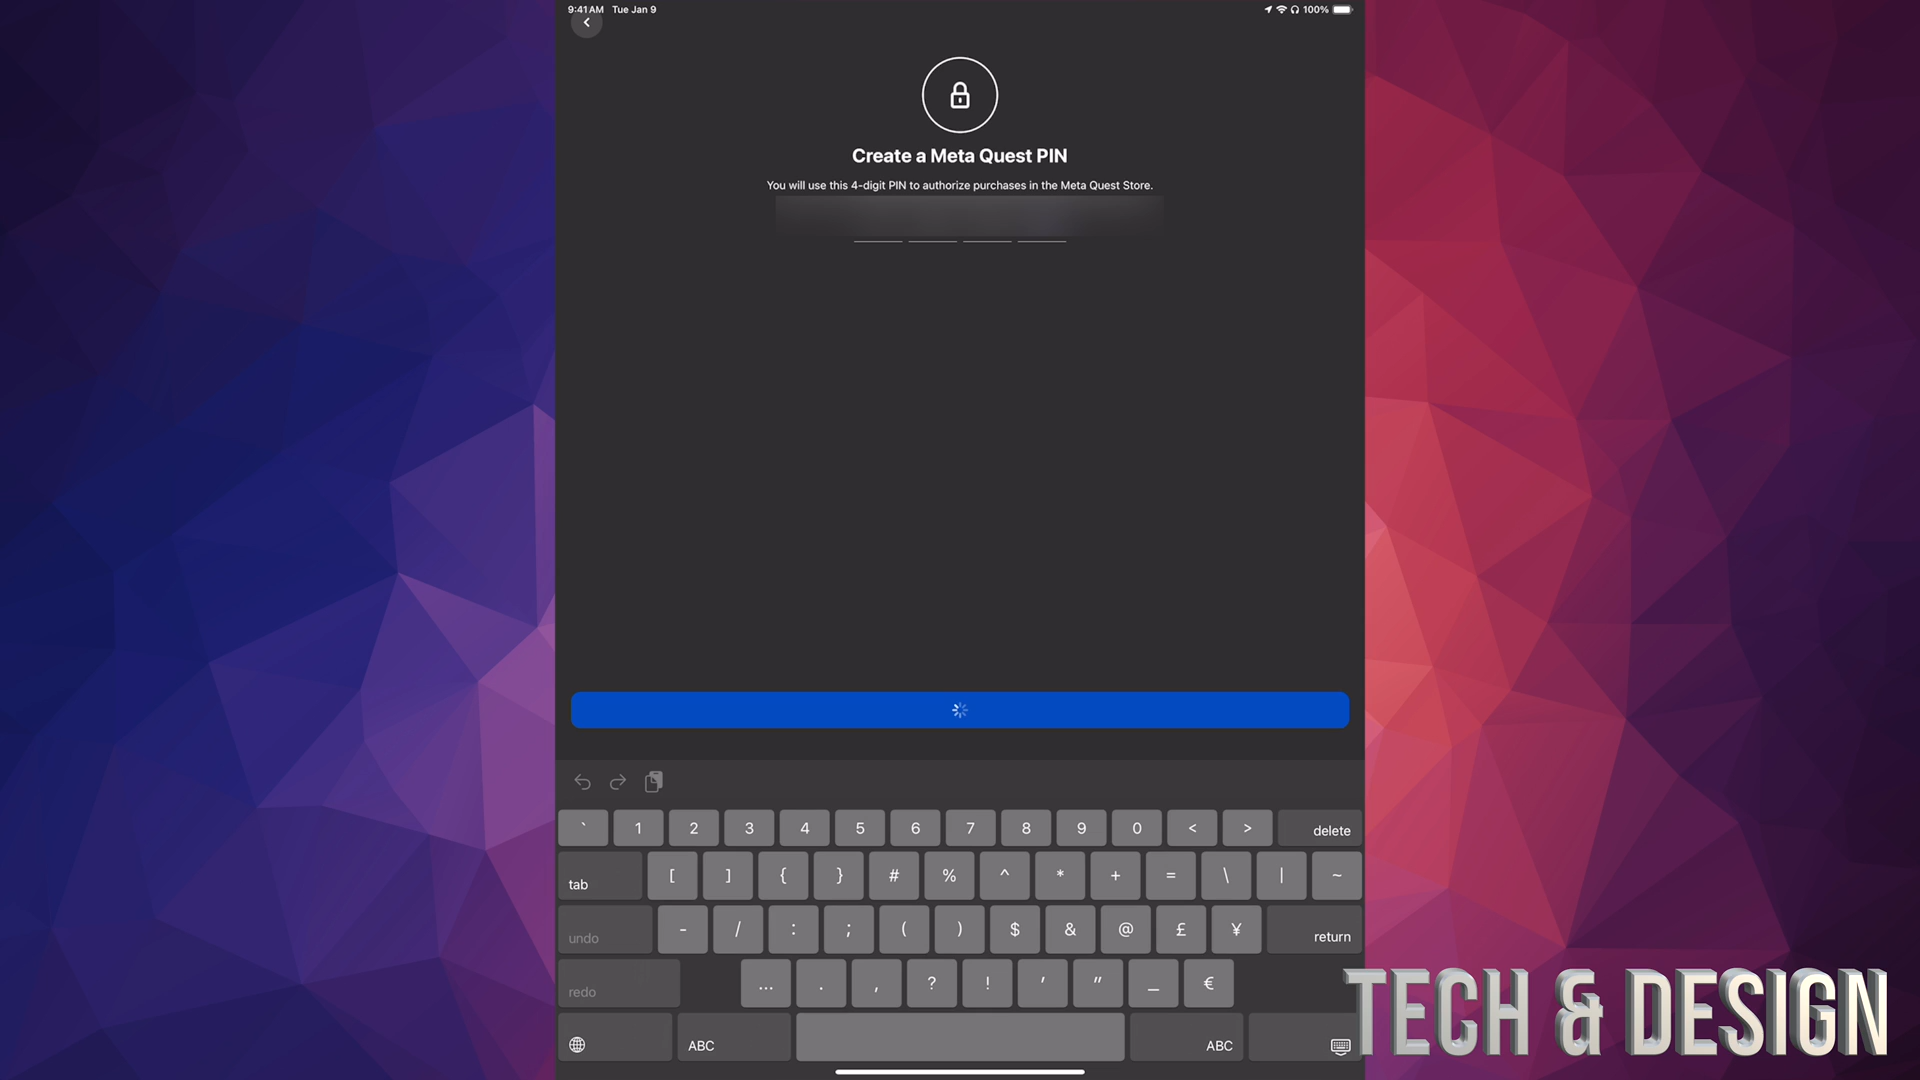 9:41 AM Tue Jan 9
100%
Create a Meta Quest PIN
You will use this 4-digit PIN to authorize purchases in the Meta Quest Store.
` 1 2 3 4 5 6 7 8 9 0 < > delete
tab [ ] { } # % ^ * + = \ | ~
undo - / : ; ( ) $ & @ £ ¥ return
redo ... . , ? ! ' " _ €
ABC ABC
TECH & DESIGN